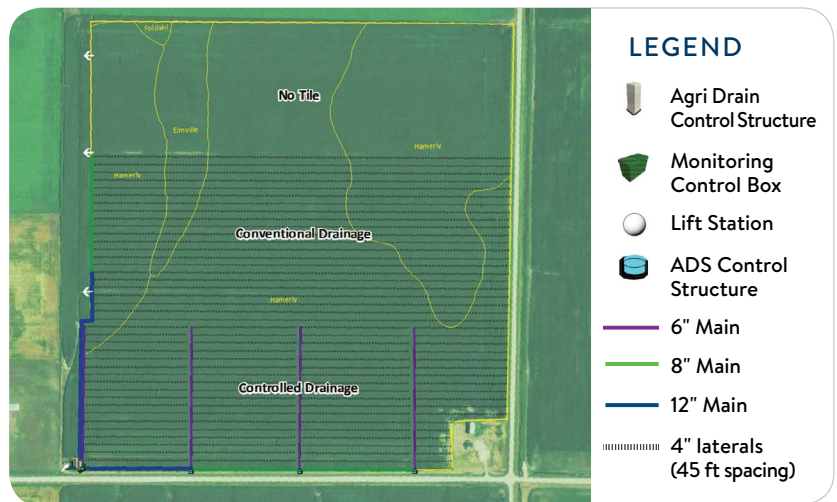 Foldahl
No Tile
Elmville
Hamerly
Hamerly
Conventional Drainage
Hamerly
Controlled Drainage
LEGEND
Agri Drain
Control Structure
Monitoring
Control Box
Lift Station
ADS Control
Structure
6" Main
8" Main
12" Main
4" laterals
(45 ft spacing)